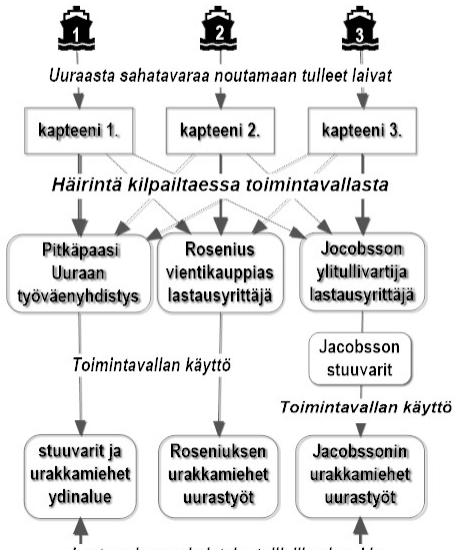 1 2 3
Uuraasta sahatavaraa noutamaan tulleet laivat
kapteeni 1. kapteeni 2. kapteeni 3.
Häirintä kilpailtaessa toimintavallasta
Pitkäpaasi
Uuraan
työväenyhdistys
Rosenius
vientikauppias
lastausyrittäjä
Jocobsson
ylitullivartija
lastausyrittäjä
Jacobsson
stuuvarit
Toimintavallan käyttö
Toimintavallan käyttö
stuuvarit ja
urakkamiehet
ydinalue
Roseniuksen
urakkamiehet
uurastyöt
Jacobssonin
urakkamiehet
uurastyöt